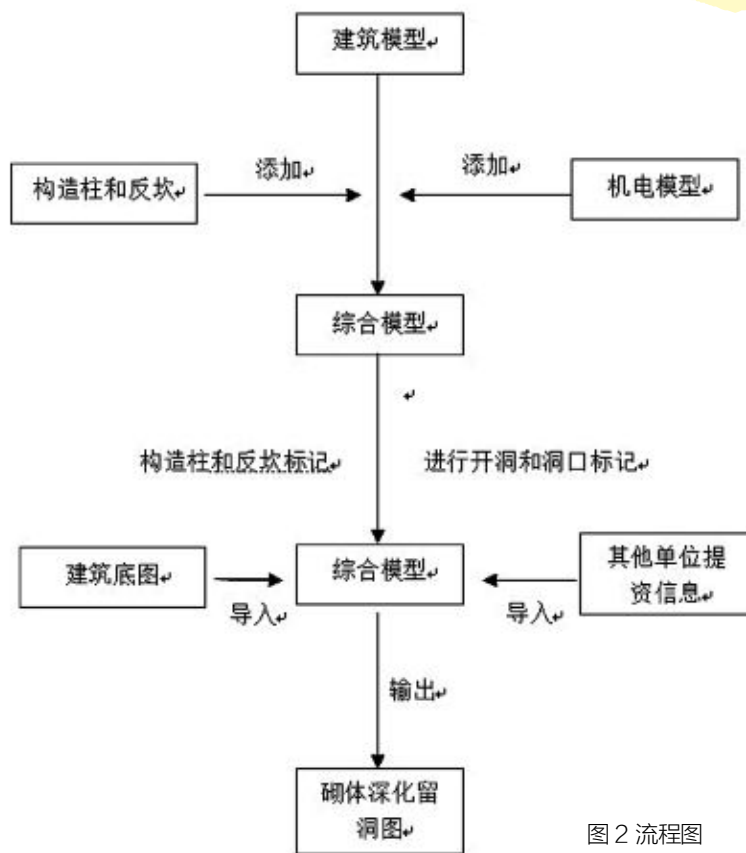 建筑模型↵
添加↵
添加↵
构造柱和反坎↵
机电模型↵
综合模型↵
↵
构造柱和反坎标记↵
进行开洞和洞口标记↵
建筑底图↵
综合模型↵
其他单位提
资信息↵
导入↵
导入↵
输出↵
砌体深化留
洞图↵
图 2 流程图